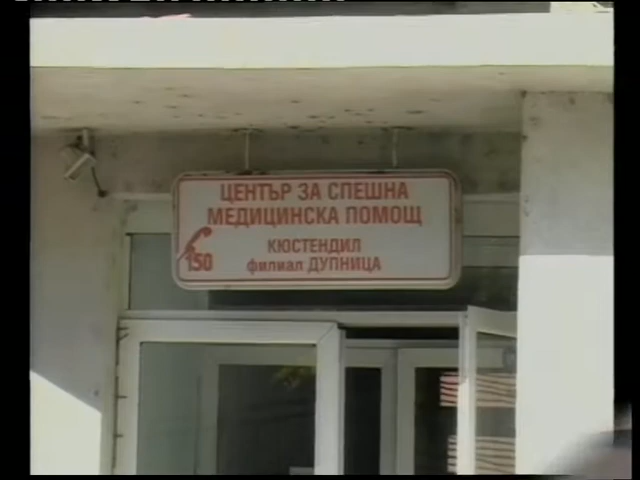 ЦЕНТЪР ЗА СПЕШНА
МЕДИЦИНСКА ПОМОЩ
КЮСТЕНДИЛ
150 филиал ДУПНИЦА